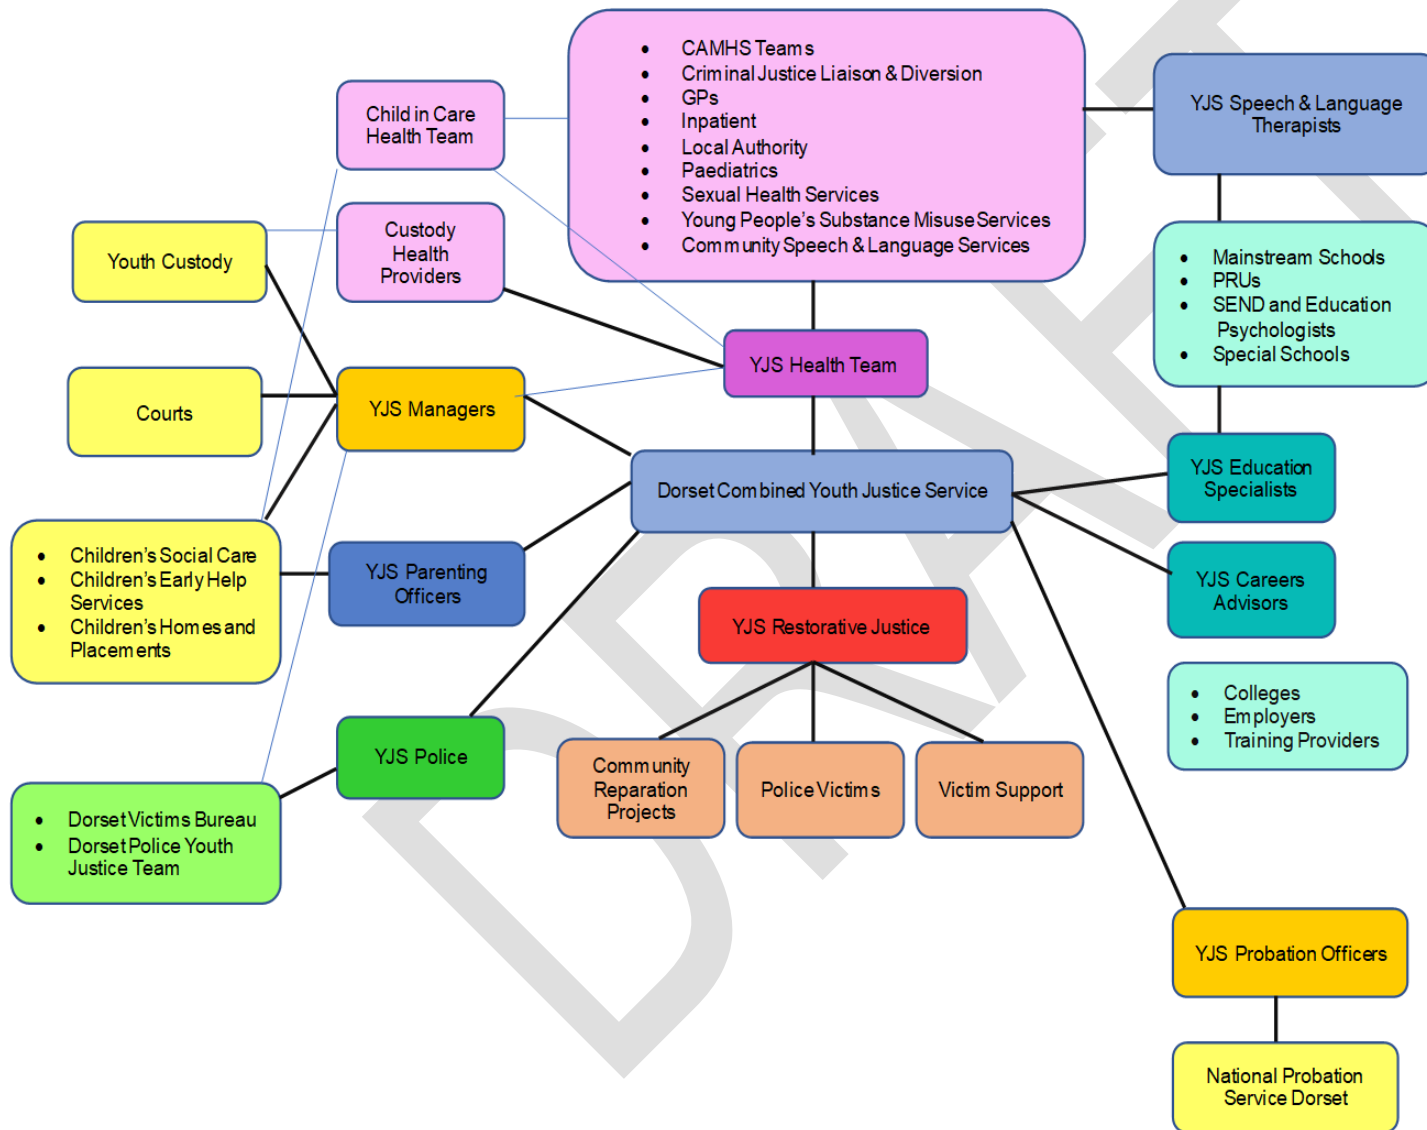 • CAMHS Teams
• Criminal Justice Liaison & Diversion
• GPs
• Inpatient
• Local Authority
• Paediatrics
• Sexual Health Services
• Young People's Substance Misuse Services
• Community Speech & Language Services
YJS Speech & Language
Therapists
Child in Care
Health Team
Custody
Health
Providers
Youth Custody
• Mainstream Schools
• PRUs
• SEND and Education
Psychologists
• Special Schools
YJS Health Team
Courts
YJS Managers
Dorset Combined Youth Justice Service
YJS Education
Specialists
• Children's Social Care
• Children's Early Help
Services
• Children's Homes and
Placements
YJS Parenting
Officers
YJS Careers
Advisors
YJS Restorative Justice
• Colleges
• Employers
• Training Providers
YJS Police
Community
Reparation
Projects
Police Victims
Victim Support
• Dorset Victims Bureau
• Dorset Police Youth
Justice Team
YJS Probation Officers
National Probation
Service Dorset
DRAFT